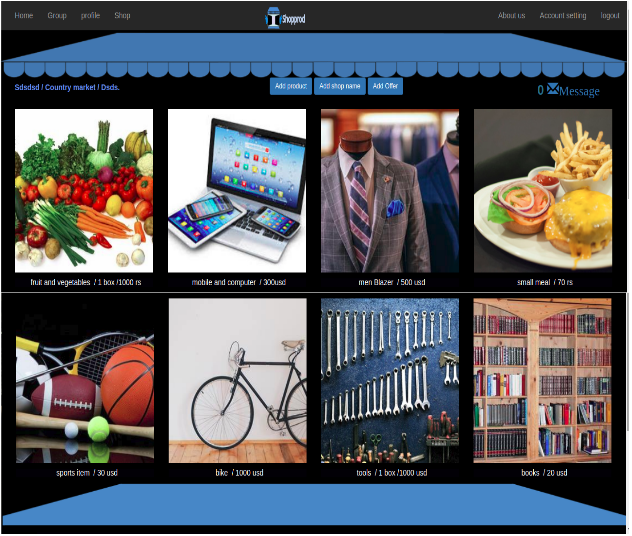 Home Group profile Shop Shopprod About us Account setting logout
Sdsdsd / Country market / Dsds. Add product Add shop name Add Offer 0 Message
fruit and vegetables / 1 box /1000 rs mobile and computer / 300usd men Blazer / 500 usd small meal / 70 rs
sports item / 30 usd bike / 1000 usd tools / 1 box /1000 usd books / 20 usd